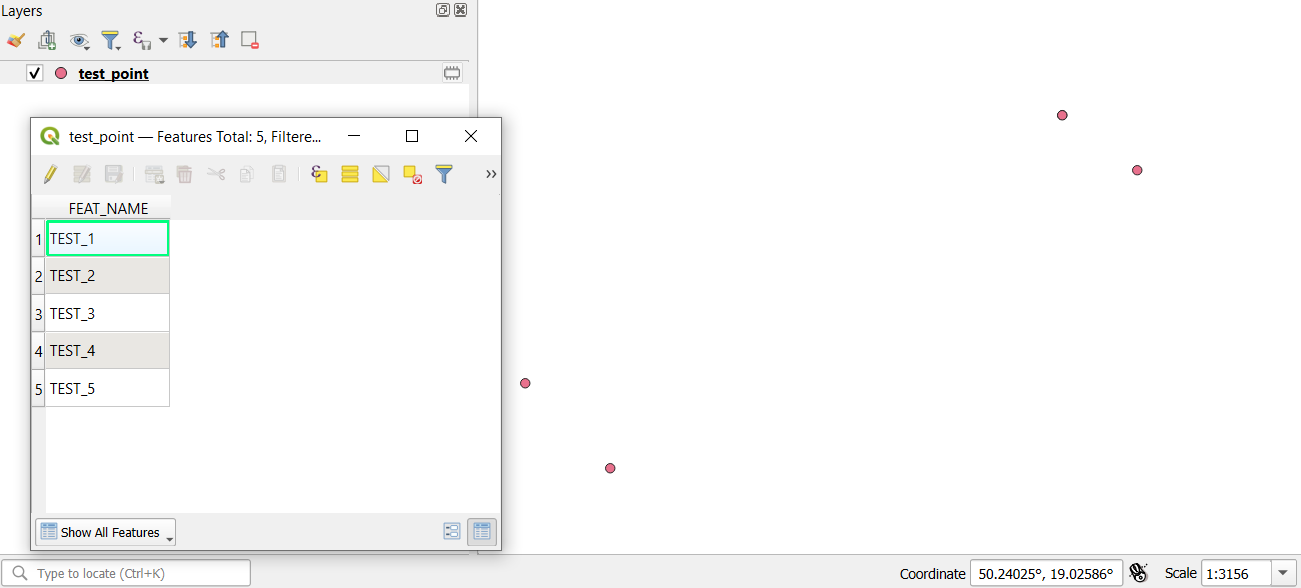 Layers
test_point
test_point — Features Total: 5, Filtere...
FEAT_NAME
1 TEST_1
2 TEST_2
3 TEST_3
4 TEST_4
5 TEST_5
Show All Features
Type to locate (Ctrl+K)
Coordinate 50.24025°, 19.02586° Scale 1:3156